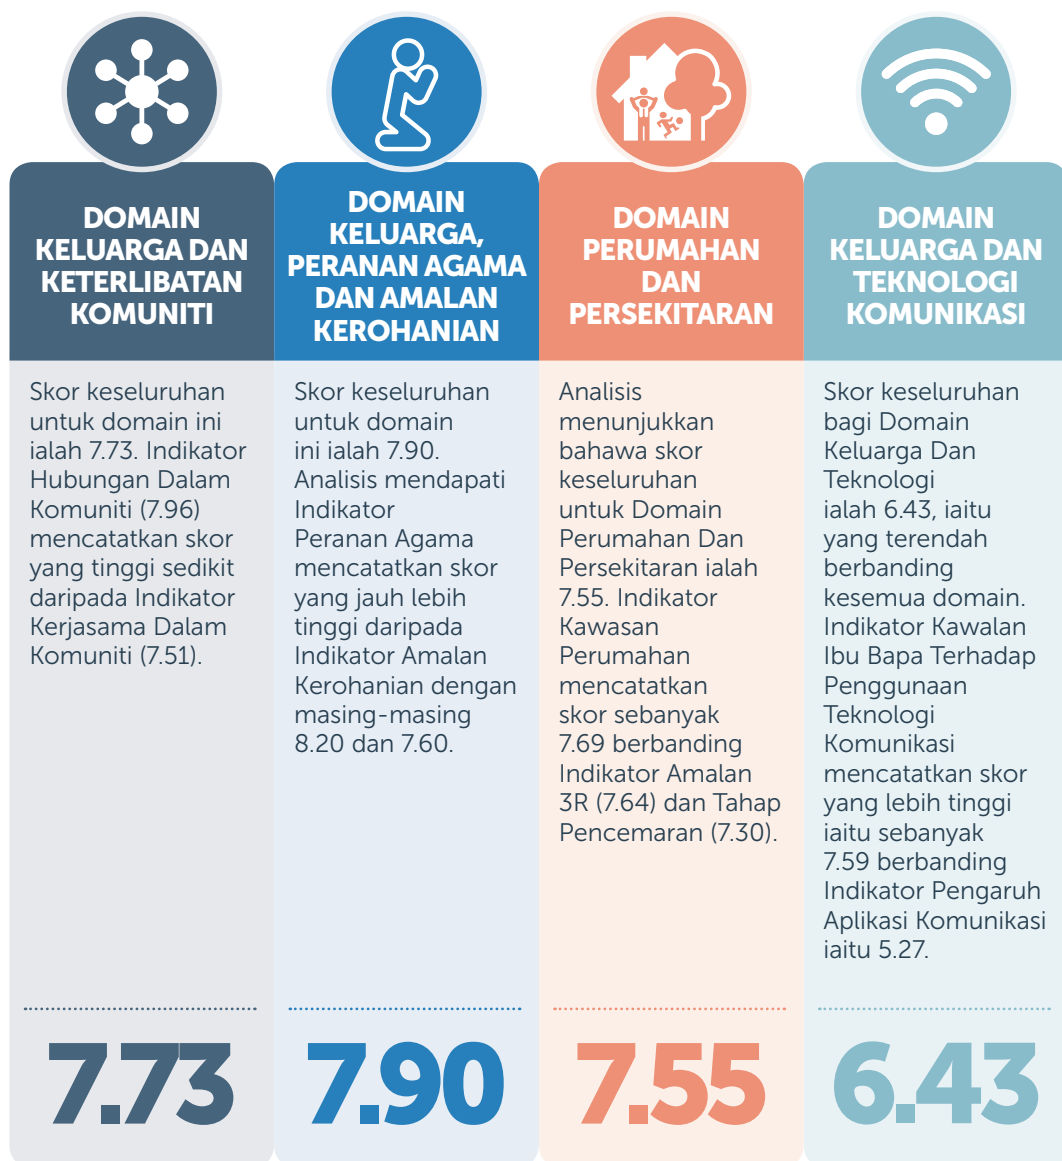 DOMAIN
KELUARGA DAN
KETERLIBATAN
KOMUNITI
Skor keseluruhan
untuk domain ini
ialah 7.73. Indikator
Hubungan Dalam
Komuniti (7.96)
mencatatkan skor
yang tinggi sedikit
daripada Indikator
Kerjasama Dalam
Komuniti (7.51).
7.73
DOMAIN
KELUARGA,
PERANAN AGAMA
DAN AMALAN
KEROHANIAN
Skor keseluruhan
untuk domain
ini ialah 7.90.
Analisis mendapati
Indikator
Peranan Agama
mencatatkan skor
yang jauh lebih
tinggi daripada
Indikator Amalan
Kerohanian dengan
masing-masing
8.20 dan 7.60.
7.90
DOMAIN
PERUMAHAN
DAN
PERSEKITARAN
Analisis
menunjukkan
bahawa skor
keseluruhan
untuk Domain
Perumahan Dan
Persekitaran ialah
7.55. Indikator
Kawasan
Perumahan
mencatatkan
skor sebanyak
7.69 berbanding
Indikator Amalan
3R (7.64) dan Tahap
Pencemaran (7.30).
7.55
DOMAIN
KELUARGA DAN
TEKNOLOGI
KOMUNIKASI
Skor keseluruhan
bagi Domain
Keluarga Dan
Teknologi
ialah 6.43, iaitu
yang terendah
berbanding
kesemua domain.
Indikator Kawalan
Ibu Bapa Terhadap
Penggunaan
Teknologi
Komunikasi
mencatatkan skor
yang lebih tinggi
iaitu sebanyak
7.59 berbanding
Indikator Pengaruh
Aplikasi Komunikasi
iaitu 5.27.
6.43